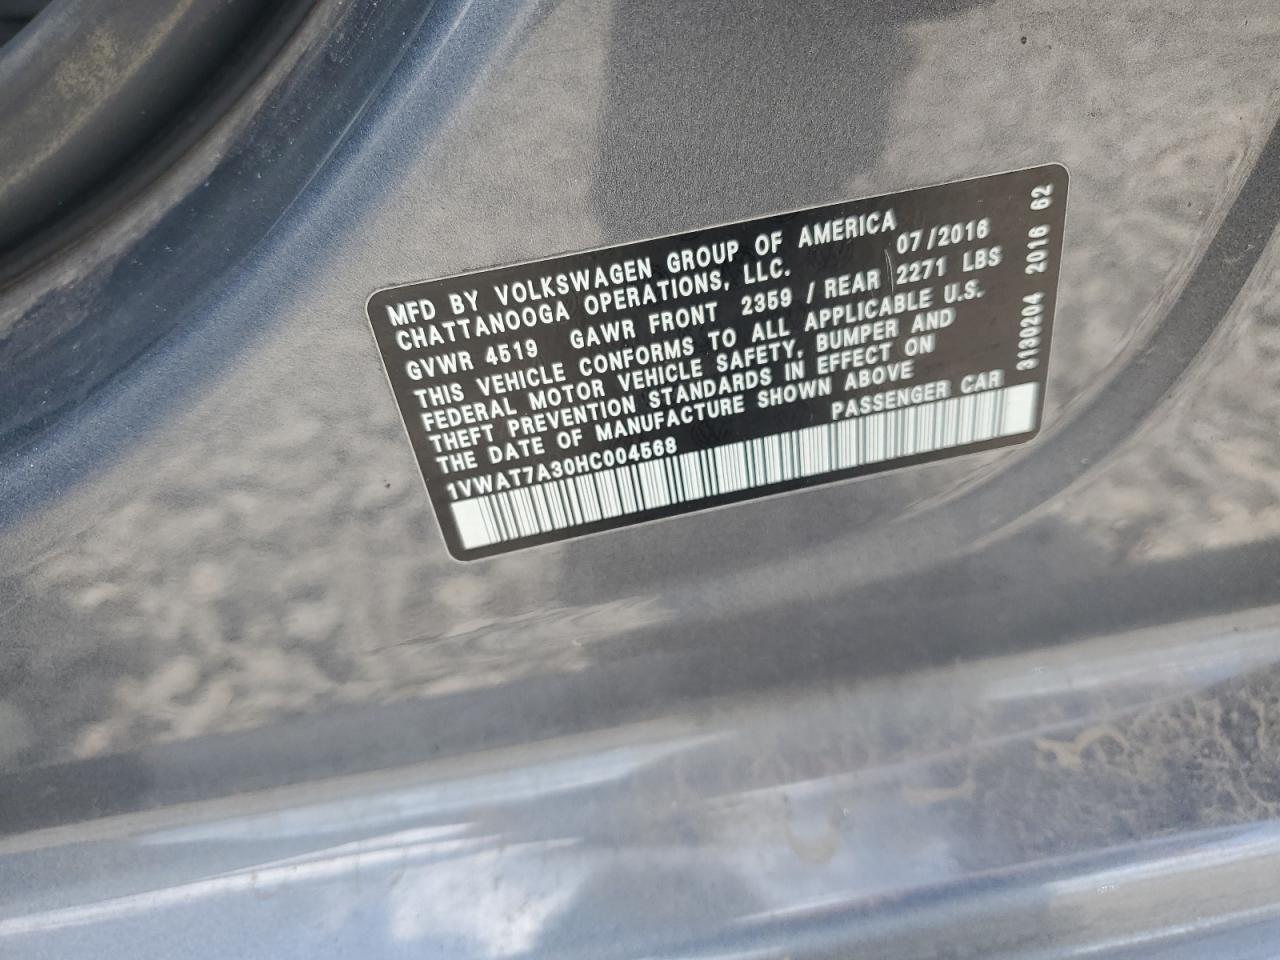 MFD BY VOLKSWAGEN GROUP OF AMERICA
CHATTANOOGA OPERATIONS, LLC. 07/2016
GVWR 4519 GAWR FRONT 2359 / REAR 2271 LBS
THIS VEHICLE CONFORMS TO ALL APPLICABLE U.S.
FEDERAL MOTOR VEHICLE SAFETY, BUMPER AND
THEFT PREVENTION STANDARDS IN EFFECT ON
THE DATE OF MANUFACTURE SHOWN ABOVE
1VWAT7A30HC004568 PASSENGER CAR
3130204 2016 62